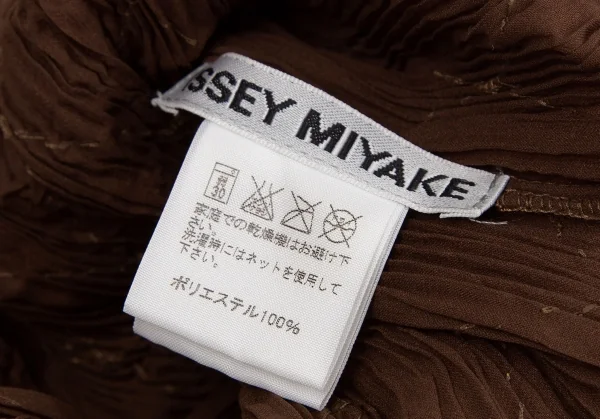 ISSEY MIYAKE
弱
30
家庭での乾燥機はお避け下
さい。
洗濯時にはネットを使用して
下さい。
ポリエステル100%